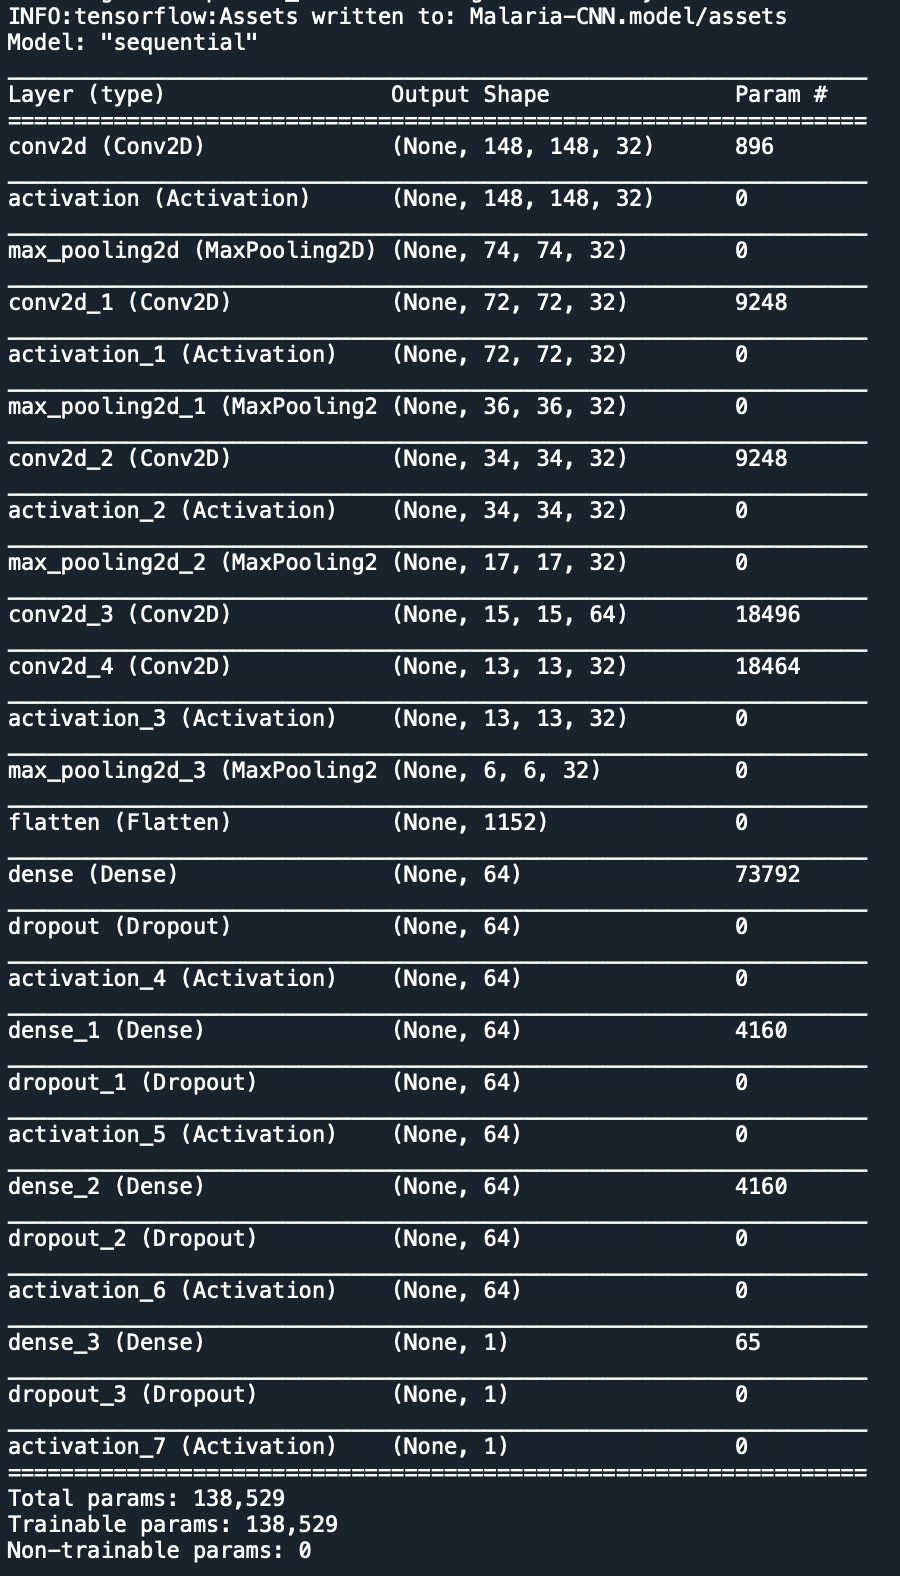 INFO:tensorflow:Assets written to: Malaria-CNN.model/assets
Model: "sequential"
Layer (type) Output Shape Param #
conv2d (Conv2D) (None, 148, 148, 32) 896
activation (Activation) (None, 148, 148, 32) 0
max_pooling2d (MaxPooling2D) (None, 74, 74, 32) 0
conv2d_1 (Conv2D) (None, 72, 72, 32) 9248
activation_1 (Activation) (None, 72, 72, 32) 0
max_pooling2d_1 (MaxPooling2 (None, 36, 36, 32) 0
conv2d_2 (Conv2D) (None, 34, 34, 32) 9248
activation_2 (Activation) (None, 34, 34, 32) 0
max_pooling2d_2 (MaxPooling2 (None, 17, 17, 32) 0
conv2d_3 (Conv2D) (None, 15, 15, 64) 18496
conv2d_4 (Conv2D) (None, 13, 13, 32) 18464
activation_3 (Activation) (None, 13, 13, 32) 0
max_pooling2d_3 (MaxPooling2 (None, 6, 6, 32) 0
flatten (Flatten) (None, 1152) 0
dense (Dense) (None, 64) 73792
dropout (Dropout) (None, 64) 0
activation_4 (Activation) (None, 64) 0
dense_1 (Dense) (None, 64) 4160
dropout_1 (Dropout) (None, 64) 0
activation_5 (Activation) (None, 64) 0
dense_2 (Dense) (None, 64) 4160
dropout_2 (Dropout) (None, 64) 0
activation_6 (Activation) (None, 64) 0
dense_3 (Dense) (None, 1) 65
dropout_3 (Dropout) (None, 1) 0
activation_7 (Activation) (None, 1) 0
Total params: 138,529
Trainable params: 138,529
Non-trainable params: 0